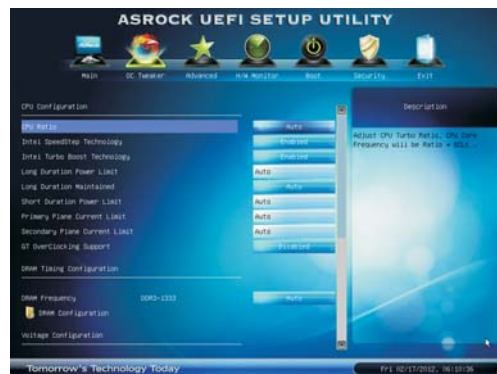 ASROCK UEFI SETUP UTILITY
Main OC Tweaker Advanced H/W Monitor Boot Security Exit
CPU Configuration
Description
CPU Ratio Auto
Adjust CPU Turbo Ratio. CPU Core
Frequency will be Ratio * BCLK.
Intel SpeedStep Technology Enabled
Intel Turbo Boost Technology Enabled
Long Duration Power Limit Auto
Long Duration Maintained Auto
Short Duration Power Limit Auto
Primary Plane Current Limit Auto
Secondary Plane Current Limit Auto
GT OverClocking Support Disabled
DRAM Timing Configuration
DRAM Frequency DDR3-1333 Auto
DRAM Configuration
Voltage Configuration
Tomorrow's Technology Today
Fri 02/17/2012, 06:10:36